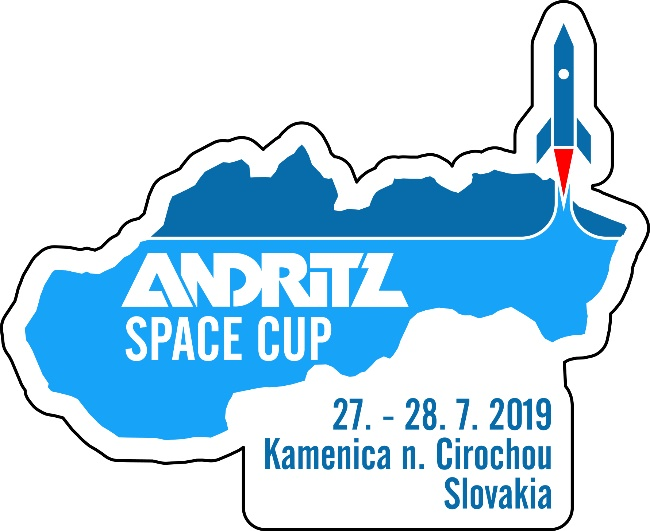 ANDRITZ
SPACE CUP
27. - 28. 7. 2019
Kamenica n. Cirochou
Slovakia